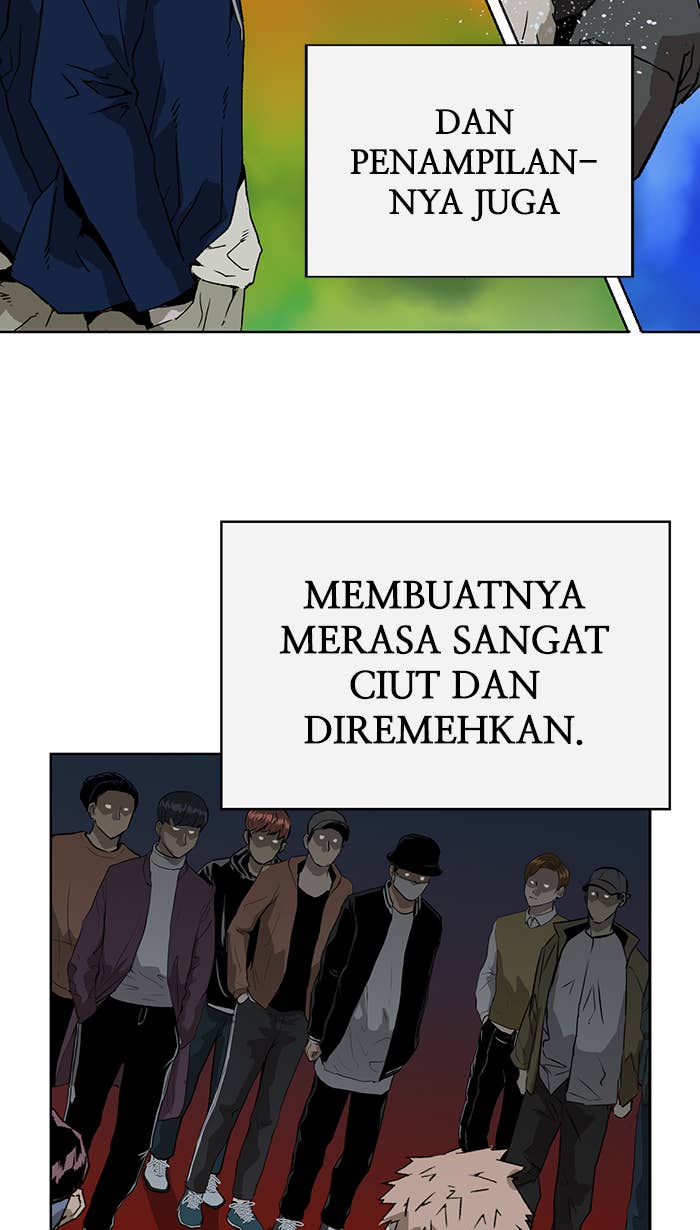 DAN
PENAMPILAN-
NYA JUGA
MEMBUATNYA
MERASA SANGAT
CIUT DAN
DIREMEHKAN.